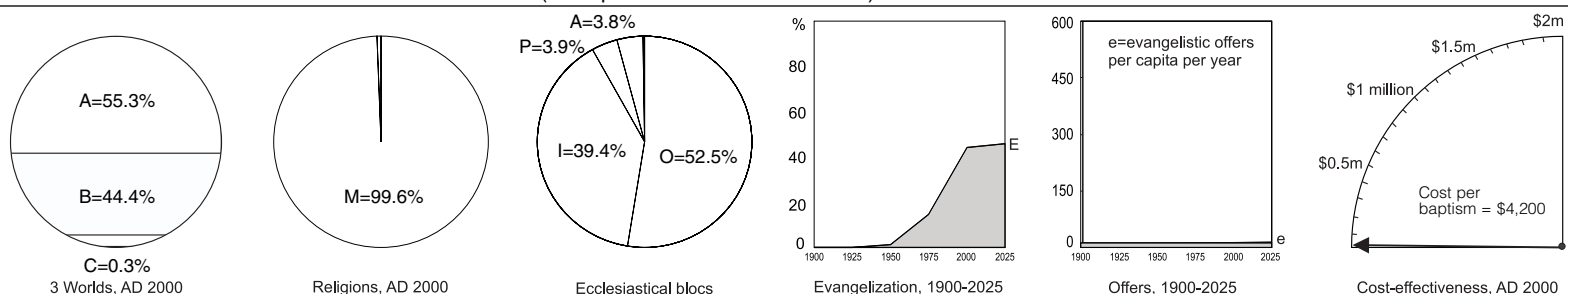 A=55.3%
B=44.4%
C=0.3%
3 Worlds, AD 2000
M=99.6%
Religions, AD 2000
A=3.8%
P=3.9%
I=39.4%
O=52.5%
Ecclesiastical blocs
%
80
60
40
20
0
E
1900 1925 1950 1975 2000 2025
Evangelization, 1900-2025
600
450
300
150
0
e=evangelistic offers
per capita per year
e
1900 1925 1950 1975 2000 2025
Offers, 1900-2025
$2m
$1.5m
$1 million
$0.5m
Cost per
baptism = $4,200
Cost-effectiveness, AD 2000